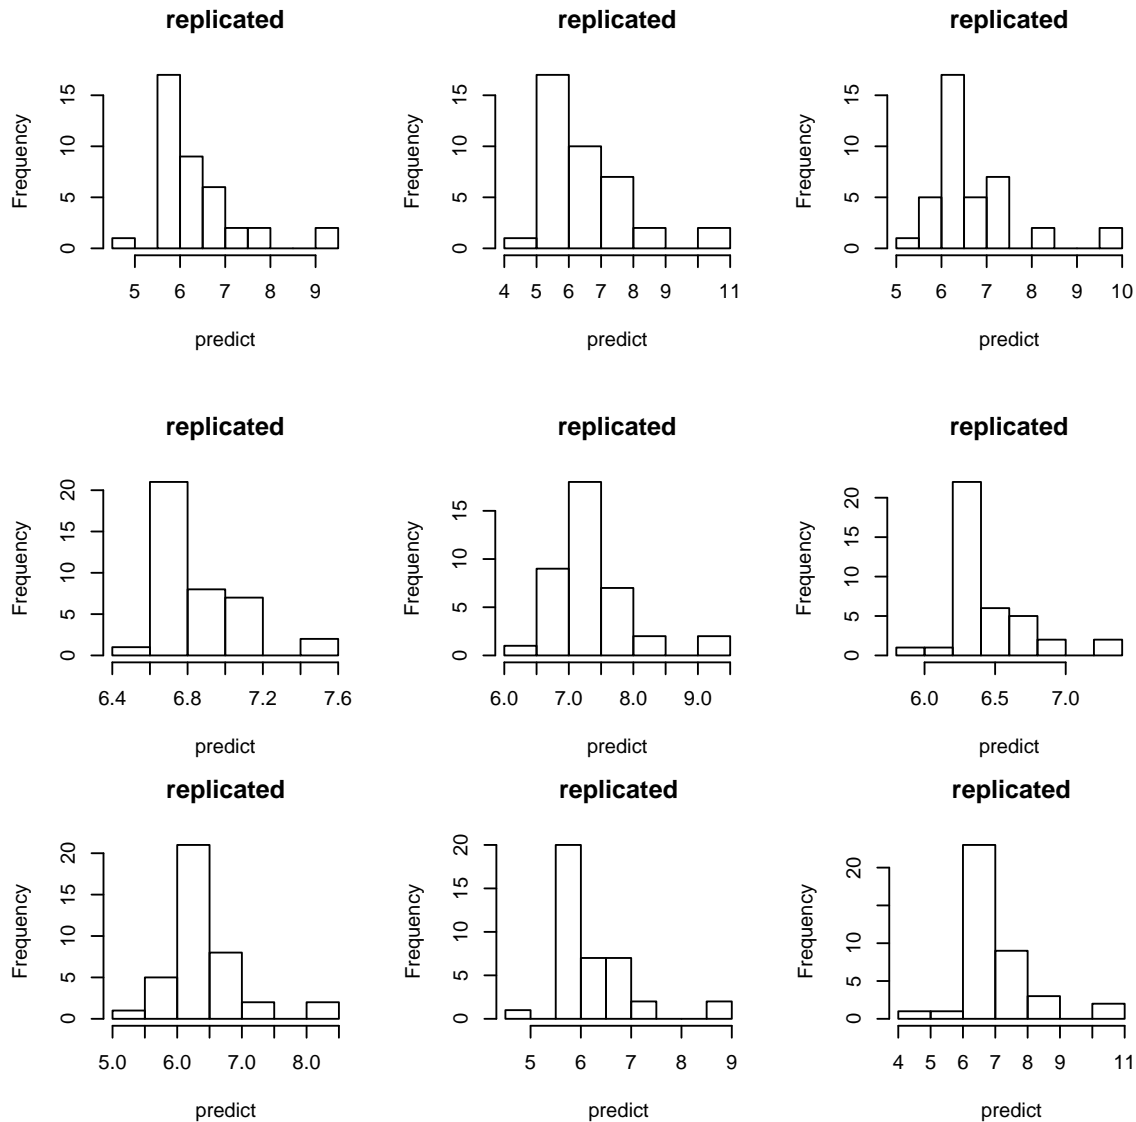 replicated replicated replicated
Frequency Frequency Frequency
15 15 15
10 10 10
5 5 5
0 0 0
5 6 7 8 9 4 5 6 7 8 11 5 6 7 8 9 10
predict predict predict
replicated replicated replicated
Frequency Frequency Frequency
20 15 20
15 10 15
10 5 10
5 0 5
0 0
6.4 6.8 7.2 7.6 6.0 7.0 8.0 9.0 6.0 6.5 7.0
predict predict predict
replicated replicated replicated
Frequency Frequency Frequency
20 20 20
15 15 10
10 10 5
5 5 0
0 0
5.0 6.0 7.0 8.0 5 6 7 8 9 4 5 6 7 8 9 11
predict predict predict